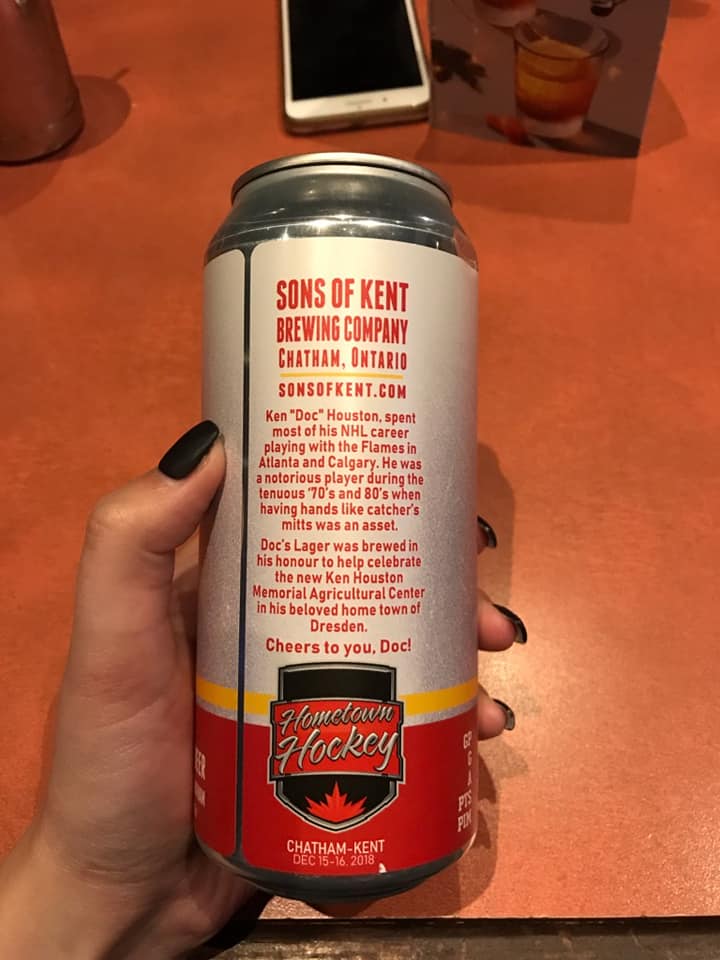 SONS OF KENT
BREWING COMPANY
CHATHAM, ONTARIO
SONSOFKENT.COM
Ken "Doc" Houston, spent
most of his NHL career
playing with the Flames in
Atlanta and Calgary. He was
a notorious player during the
tenuous '70's and 80's when
having hands like catcher's
mitts was an asset.
Doc's Lager was brewed in
his honour to help celebrate
the new Ken Houston
Memorial Agricultural Center
in his beloved home town of
Dresden.
Cheers to you, Doc!
Hometown
Hockey
CHATHAM-KENT
DEC 15-16, 2018
GP
G
A
PTS
PIM